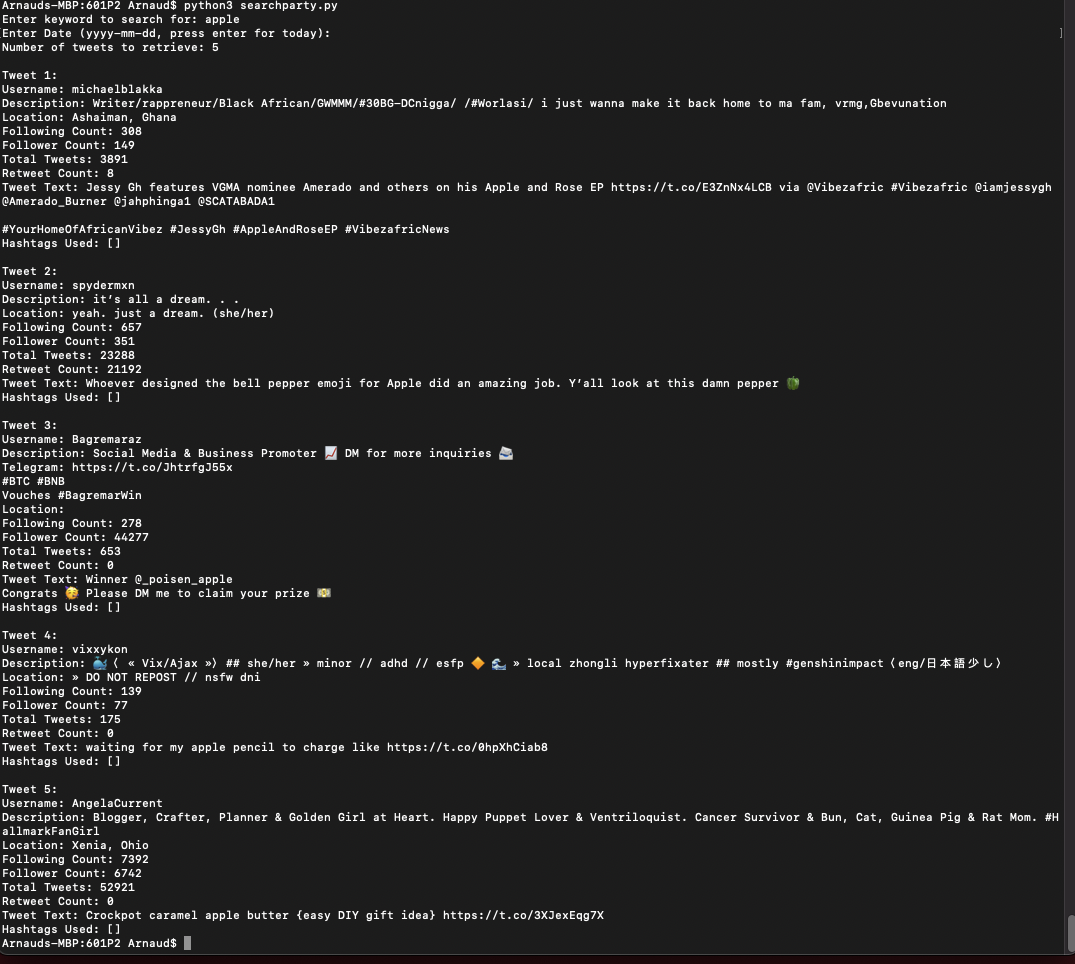 Arnauds-MBP:601P2 Arnaud$ python3 searchparty.py
Enter keyword to search for: apple
[Enter Date (yyyy-mm-dd, press enter for today): ]
Number of tweets to retrieve: 5
Tweet 1:
Username: michaelblakka
Description: Writer/rappreneur/Black African/GWMMM/#30BG-DCnigga/ /#Worlasi/ i just wanna make it back home to ma fam, vrmg,Gbevunation
Location: Ashaiman, Ghana
Following Count: 308
Follower Count: 149
Total Tweets: 3891
Retweet Count: 8
Tweet Text: Jessy Gh features VGMA nominee Amerado and others on his Apple and Rose EP https://t.co/E3ZnNx4LCB via @Vibezafric #Vibezafric @iamjessygh
@Amerado_Burner @jahphinga1 @SCATABADA1
#YourHomeOfAfricanVibez #JessyGh #AppleAndRoseEP #VibezafricNews
Hashtags Used: []
Tweet 2:
Username: spydermxn
Description: it’s all a dream. . .
Location: yeah. just a dream. (she/her)
Following Count: 657
Follower Count: 351
Total Tweets: 23288
Retweet Count: 21192
Tweet Text: Whoever designed the bell pepper emoji for Apple did an amazing job. Y’all look at this damn pepper 🫑
Hashtags Used: []
Tweet 3:
Username: Bagremaraz
Description: Social Media & Business Promoter 📈 DM for more inquiries 📨
Telegram: https://t.co/JhtrfgJ55x
#BTC #BNB
Vouches #BagremarWin
Location:
Following Count: 278
Follower Count: 44277
Total Tweets: 653
Retweet Count: 0
Tweet Text: Winner @_poisen_apple
Congrats 🥳 Please DM me to claim your prize 💵
Hashtags Used: []
Tweet 4:
Username: vixxykon
Description: 🐳〈 « Vix/Ajax »〉## she/her » minor // adhd // esfp 🔶 🌊 » local zhongli hyperfixater ## mostly #genshinimpact〈eng/日本語少し〉
Location: » DO NOT REPOST // nsfw dni
Following Count: 139
Follower Count: 77
Total Tweets: 175
Retweet Count: 0
Tweet Text: waiting for my apple pencil to charge like https://t.co/0hpXhCiab8
Hashtags Used: []
Tweet 5:
Username: AngelaCurrent
Description: Blogger, Crafter, Planner & Golden Girl at Heart. Happy Puppet Lover & Ventriloquist. Cancer Survivor & Bun, Cat, Guinea Pig & Rat Mom. #H
allmarkFanGirl
Location: Xenia, Ohio
Following Count: 7392
Follower Count: 6742
Total Tweets: 52921
Retweet Count: 0
Tweet Text: Crockpot caramel apple butter {easy DIY gift idea} https://t.co/3XJexEqg7X
Hashtags Used: []
Arnauds-MBP:601P2 Arnaud$